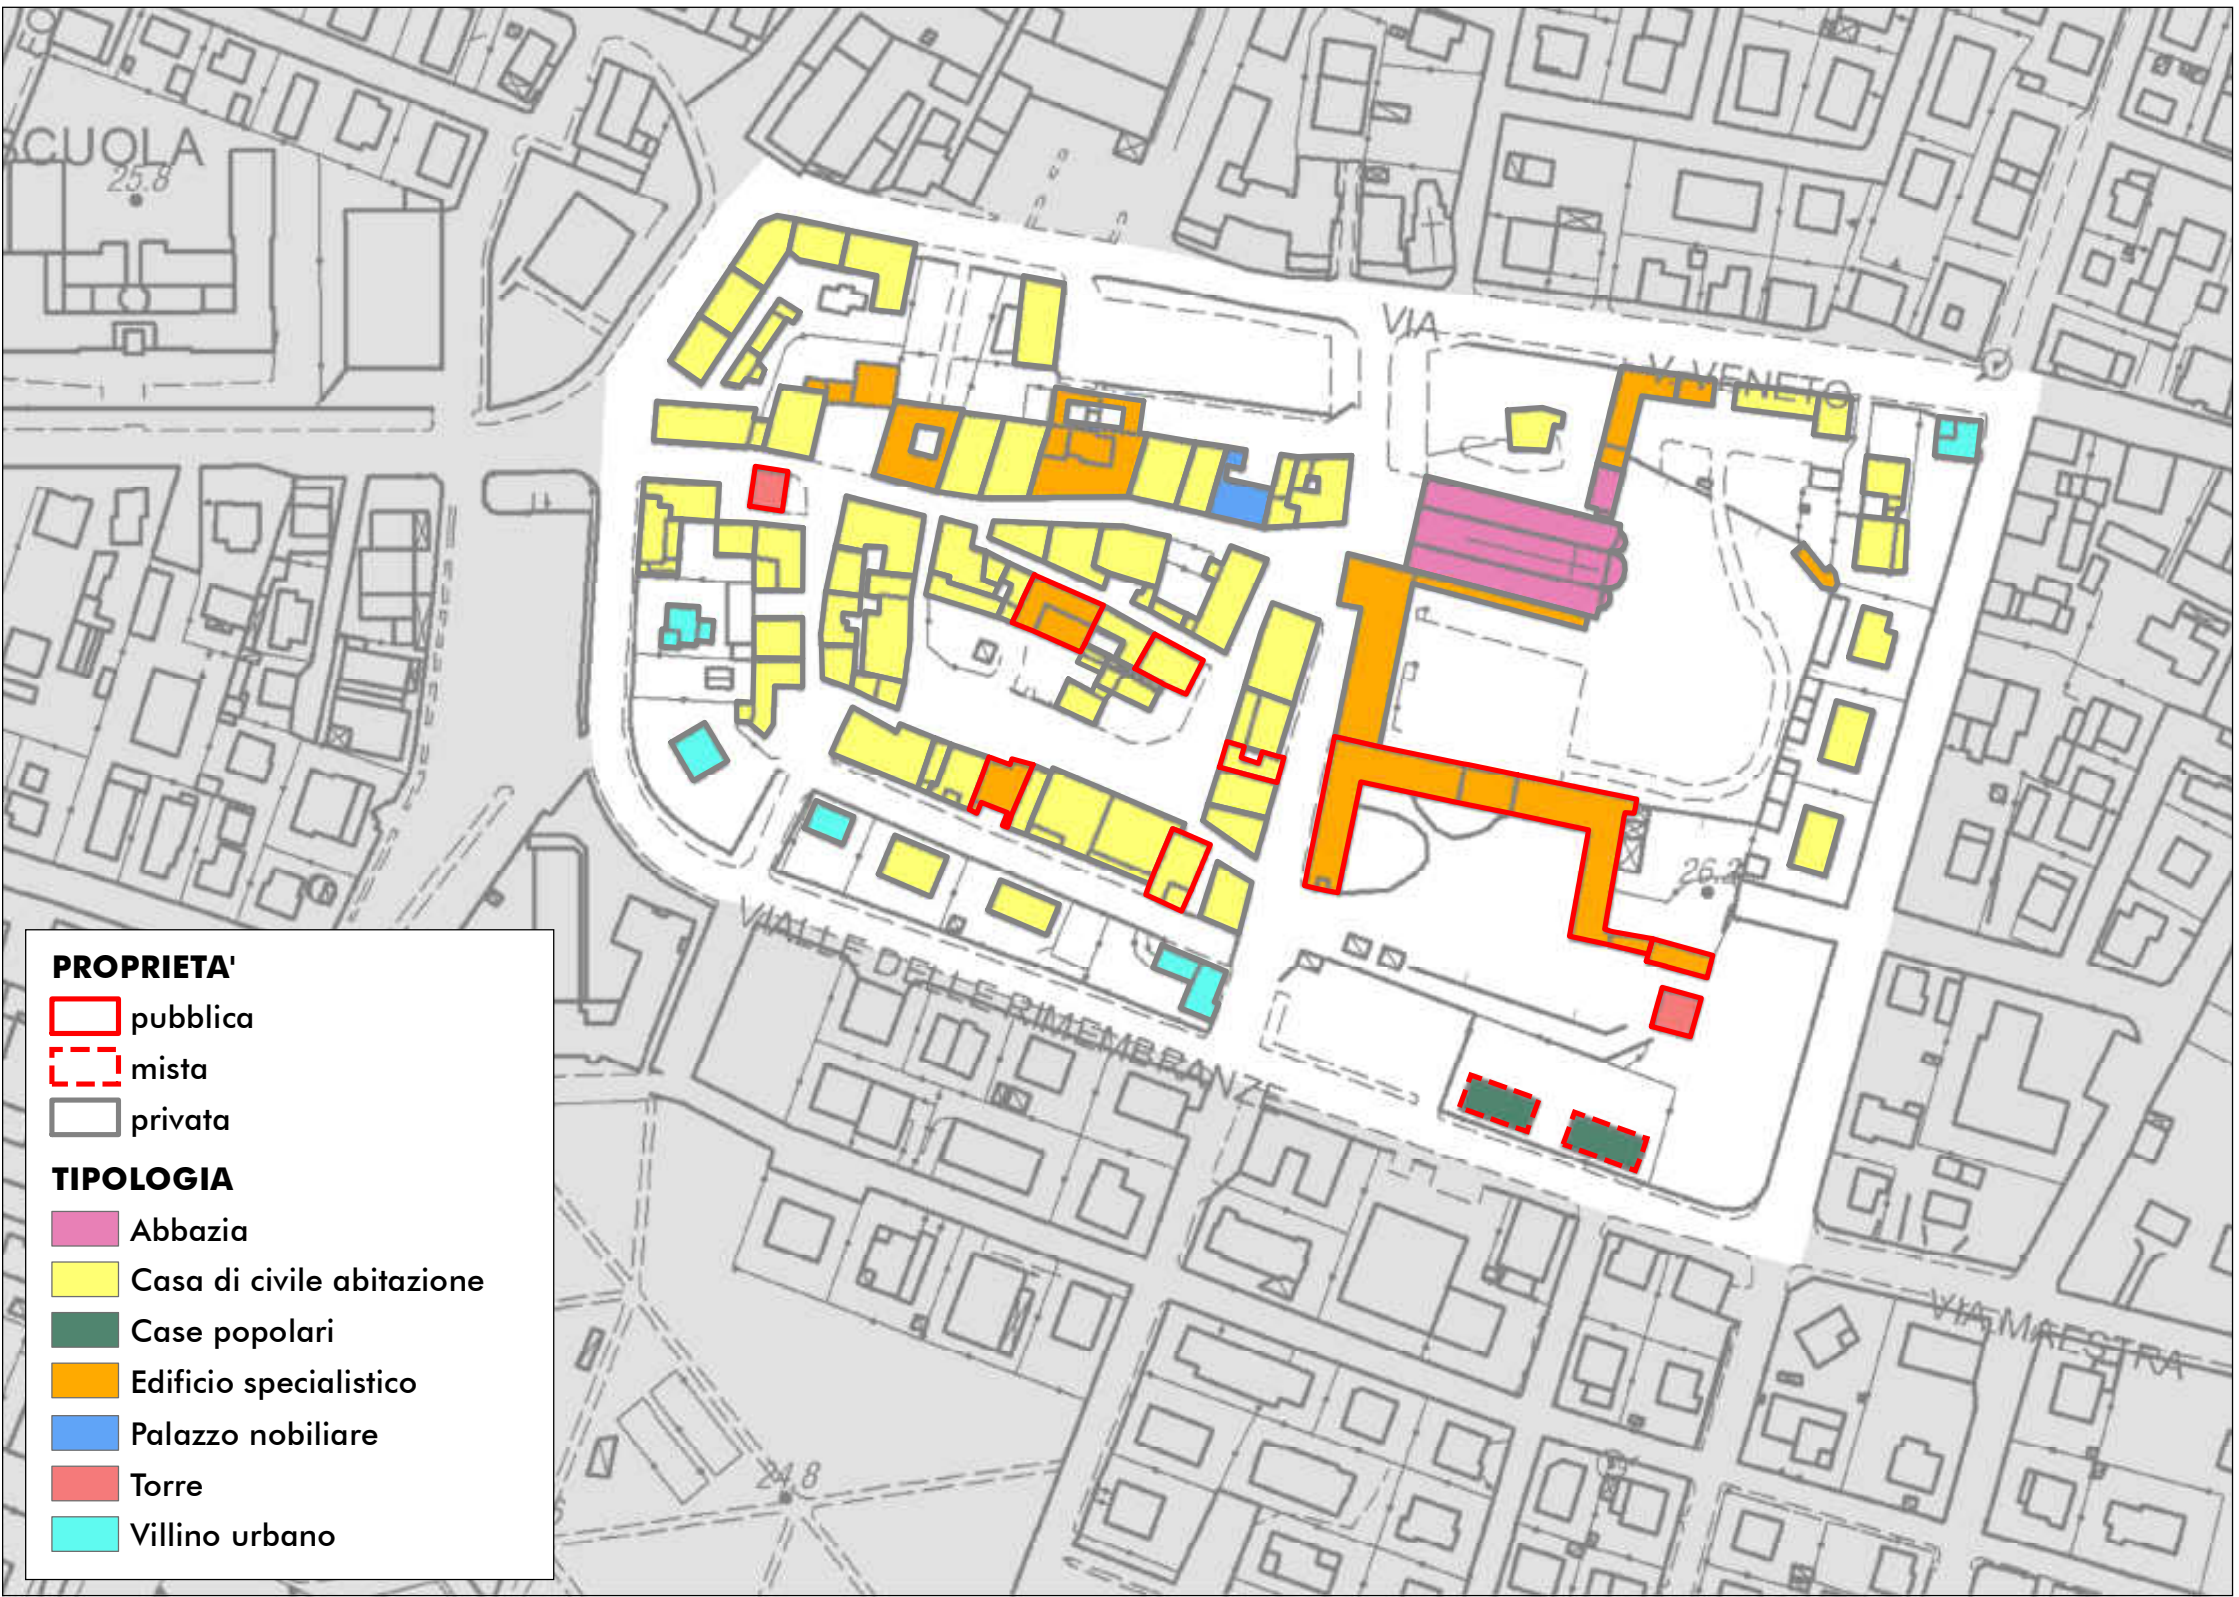 SCUOLA
25.8
VIA
V. VENETO
26.2
VIALLE DELLE RIMEMBRANZE
VIA MAESTRA
24.8
PROPRIETA'
pubblica
mista
privata
TIPOLOGIA
Abbazia
Casa di civile abitazione
Case popolari
Edificio specialistico
Palazzo nobiliare
Torre
Villino urbano